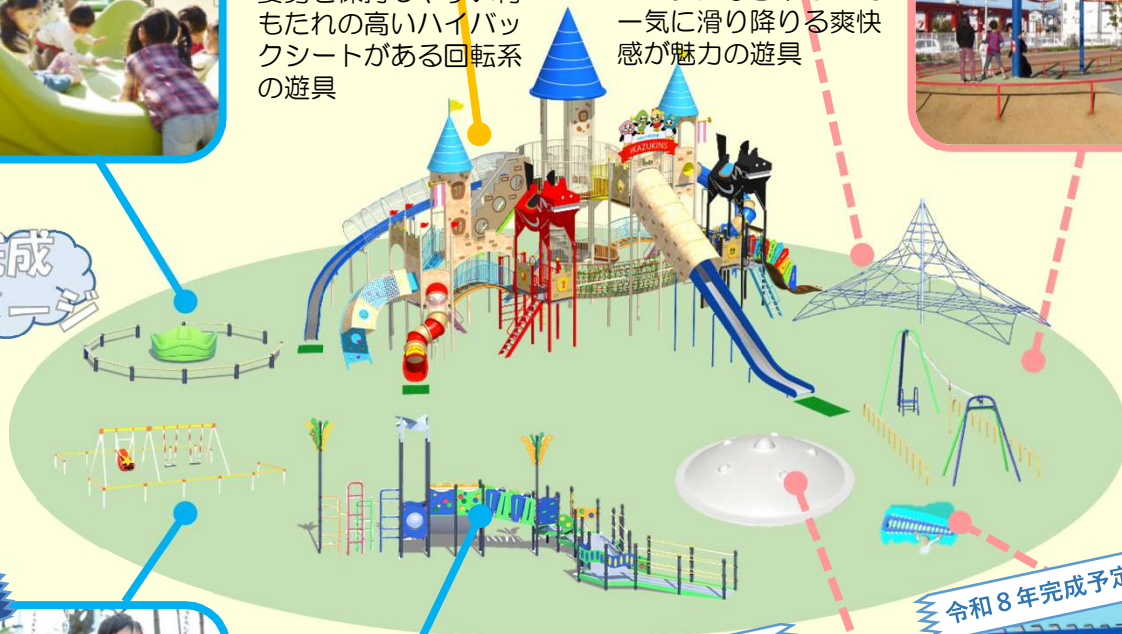 もたれの高いハイバッ
クシートがある回転系
の遊具
一気に滑り降りる爽快
感が魅力の遊具
IKAZUKINS
令和８年完成予定